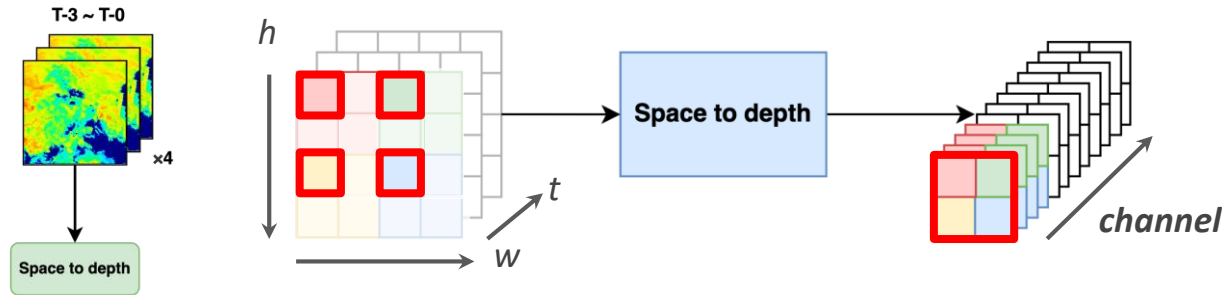 T-3 ~ T-0
×4
Space to depth
h
w
t
Space to depth
channel